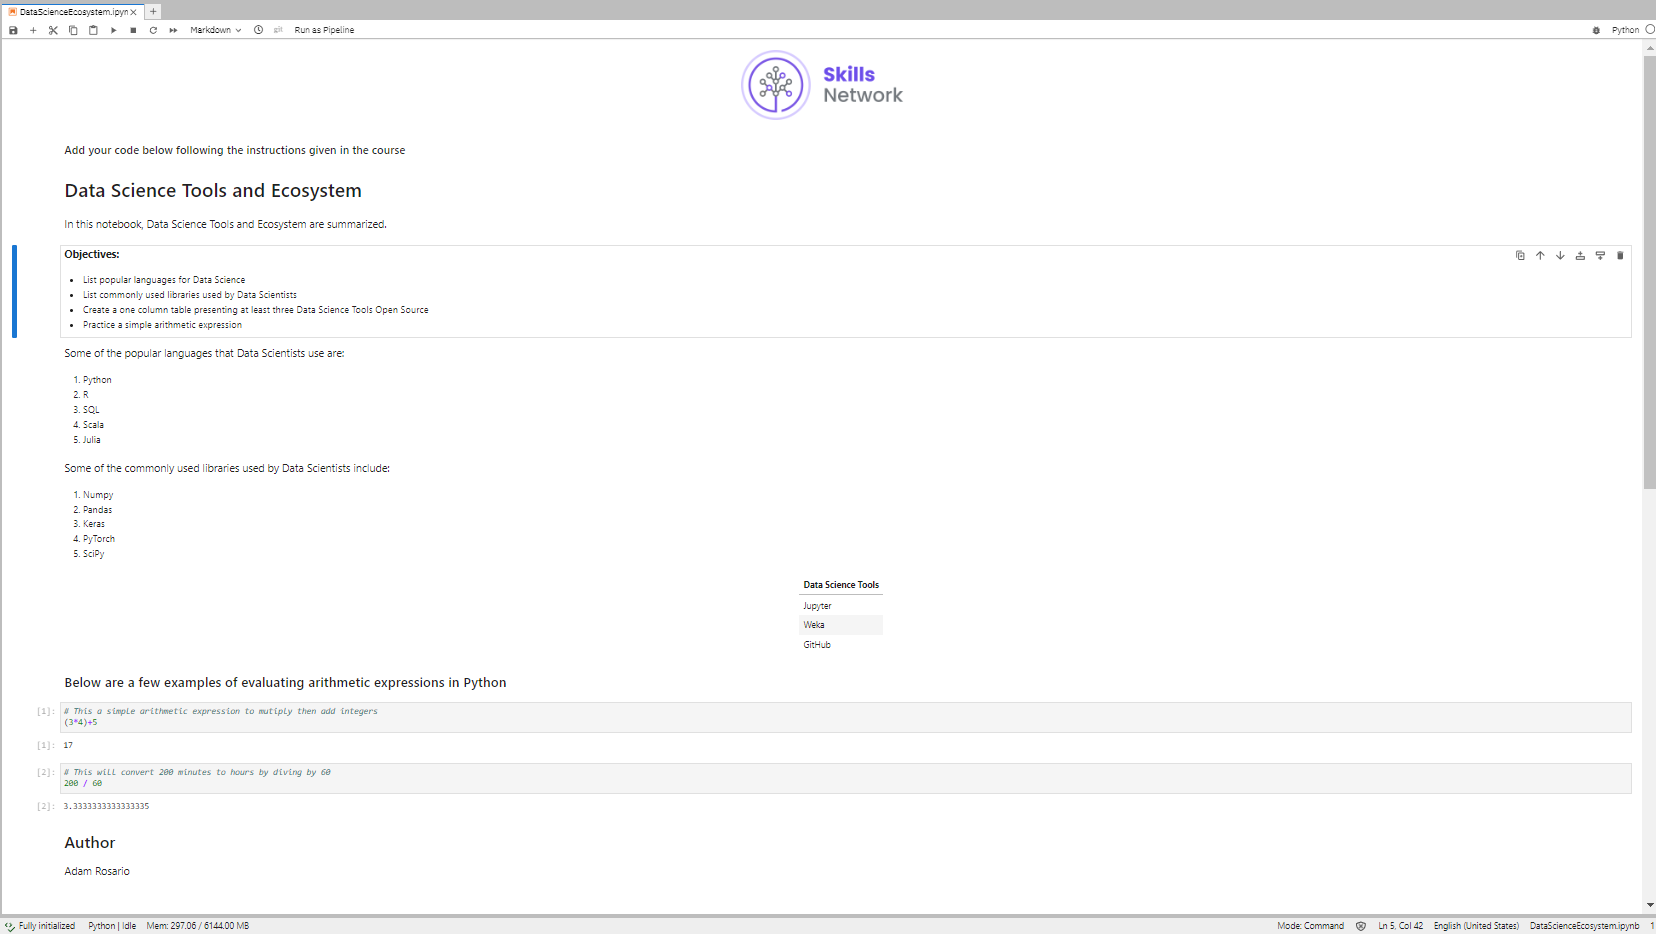 DataScienceEcosystem.ipyn
Markdown
git
Run as Pipeline
Python
Skills
Network
Add your code below following the instructions given in the course
Data Science Tools and Ecosystem
In this notebook, Data Science Tools and Ecosystem are summarized.
Objectives:
• List popular languages for Data Science
• List commonly used libraries used by Data Scientists
• Create a one column table presenting at least three Data Science Tools Open Source
• Practice a simple arithmetic expression
Some of the popular languages that Data Scientists use are:
1. Python
2. R
3. SQL
4. Scala
5. Julia
Some of the commonly used libraries used by Data Scientists include:
1. Numpy
2. Pandas
3. Keras
4. PyTorch
5. SciPy
Data Science Tools
Jupyter
Weka
GitHub
Below are a few examples of evaluating arithmetic expressions in Python
[1]: # This a simple arithmetic expression to mutiply then add integers
(3*4)+5
[1]: 17
[2]: # This will convert 200 minutes to hours by diving by 60
200 / 60
[2]: 3.3333333333333335
Author
Adam Rosario
Fully initialized Python | Idle Mem: 297.06 / 6144.00 MB Mode: Command Ln 5, Col 42 English (United States) DataScienceEcosystem.ipynb 1